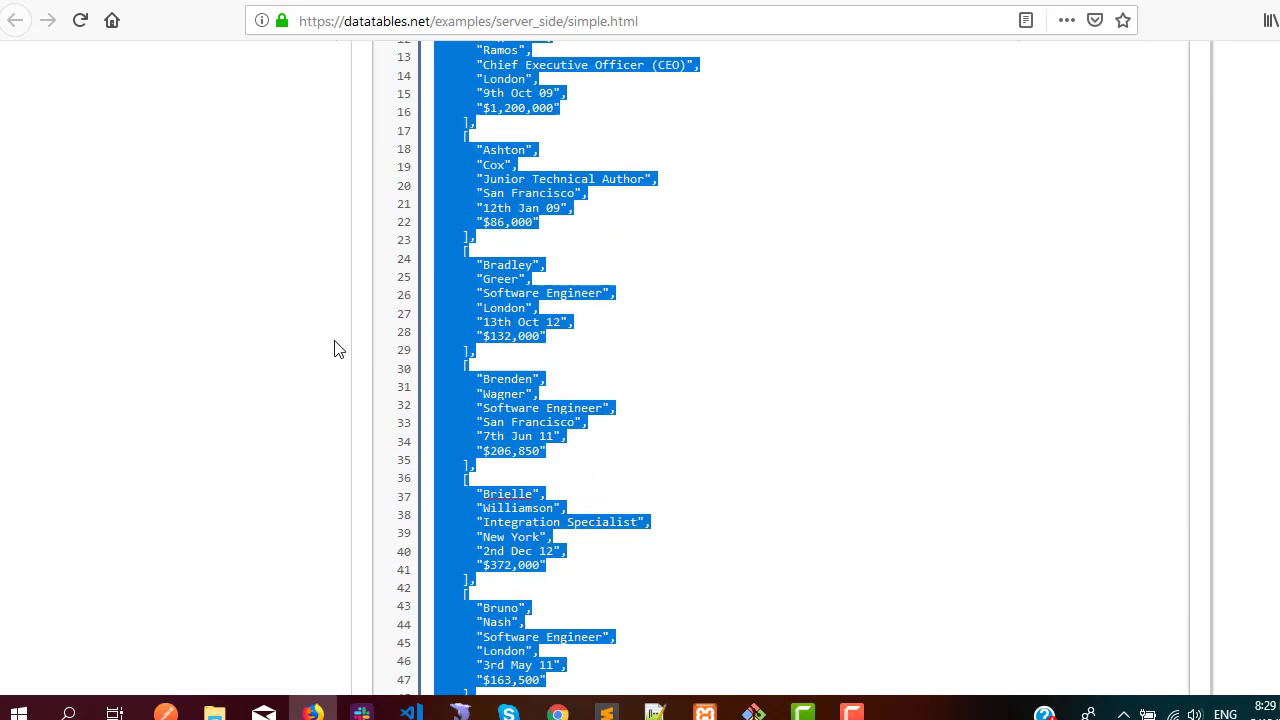 https://datatables.net/examples/server_side/simple.html
12
13 "Ramos",
14 "Chief Executive Officer (CEO)",
15 "London",
16 "9th Oct 09",
17 "$1,200,000"
],
[
18 "Ashton",
19 "Cox",
20 "Junior Technical Author",
21 "San Francisco",
22 "12th Jan 09",
23 "$86,000"
],
24 [
25 "Bradley",
26 "Greer",
27 "Software Engineer",
28 "London",
29 "13th Oct 12",
"$132,000"
],
30 [
31 "Brenden",
32 "Wagner",
33 "Software Engineer",
34 "San Francisco",
35 "7th Jun 11",
"$206,850"
],
36 [
37 "Brielle",
38 "Williamson",
39 "Integration Specialist",
40 "New York",
41 "2nd Dec 12",
"$372,000"
],
42 [
43 "Bruno",
44 "Nash",
45 "Software Engineer",
46 "London",
47 "3rd May 11",
"$163,500"
]
8:29